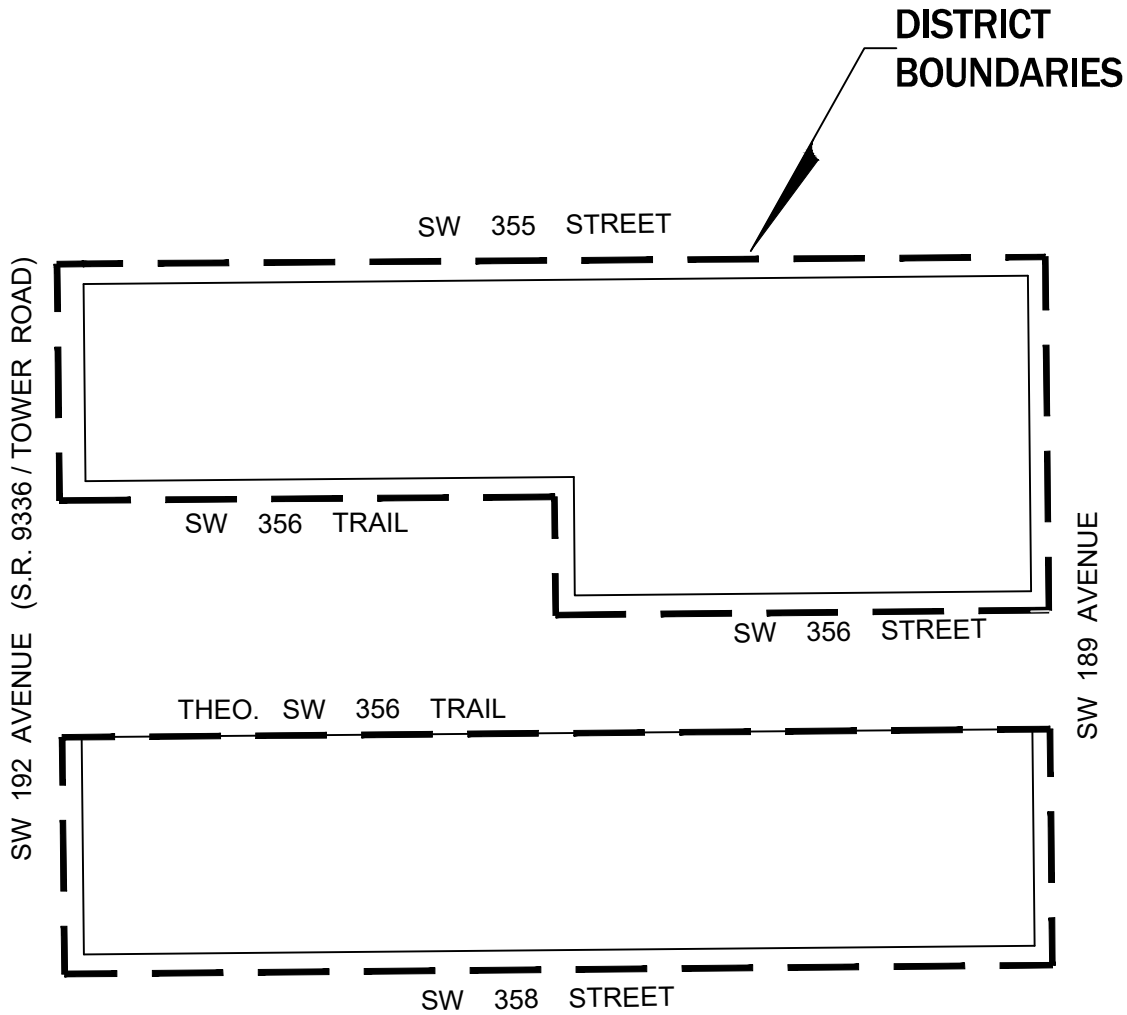 DISTRICT
BOUNDARIES
SW 355 STREET
SW 192 AVENUE (S.R. 9336 / TOWER ROAD)
SW 356 TRAIL
SW 356 STREET
SW 189 AVENUE
THEO. SW 356 TRAIL
SW 358 STREET